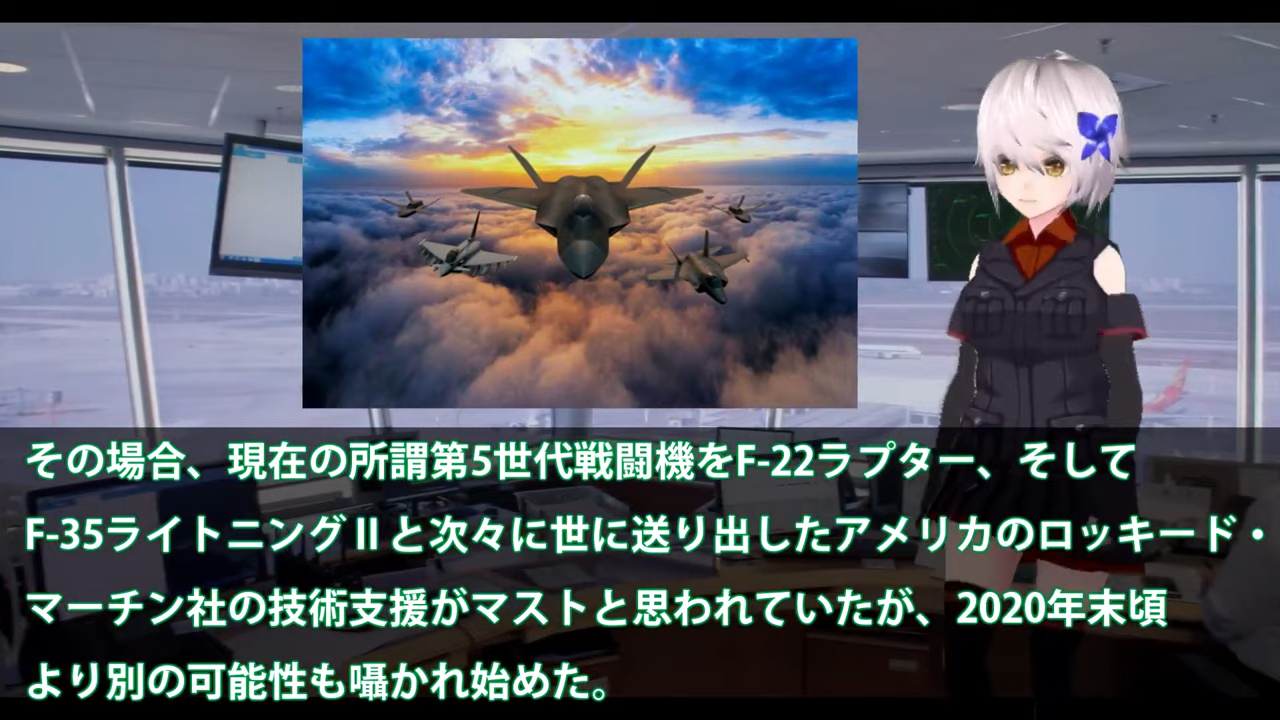 その場合、現在の所謂第5世代戦闘機をF-22ラプター、そして
F-35ライトニングⅡと次々に世に送り出したアメリカのロッキード・
マーチン社の技術支援がマストと思われていたが、2020年末頃
より別の可能性も囁かれ始めた。